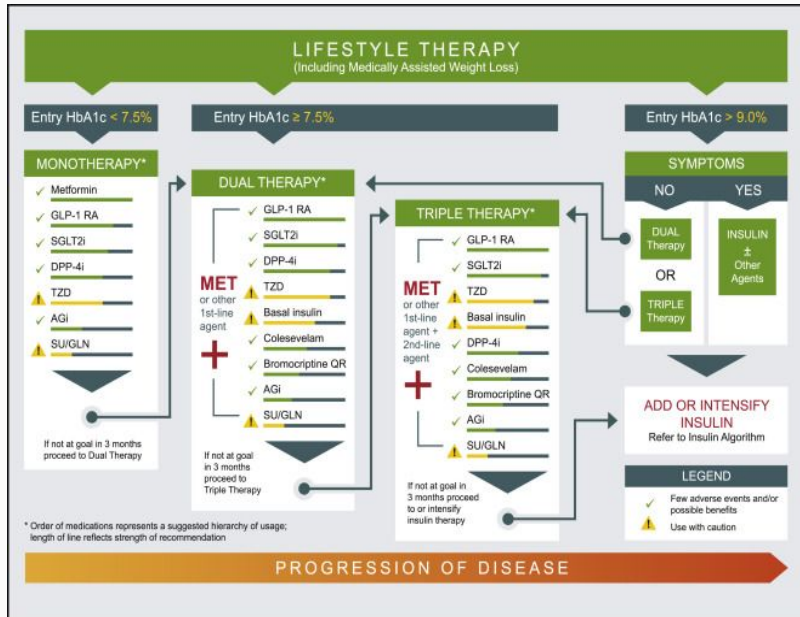 LIFESTYLE THERAPY
(Including Medically Assisted Weight Loss)
Entry HbA1c < 7.5%
Entry HbA1c ≥ 7.5%
Entry HbA1c > 9.0%
MONOTHERAPY*
Metformin
GLP-1 RA
SGLT2i
DPP-4i
TZD
AGi
SU/GLN
If not at goal in 3 months
proceed to Dual Therapy
DUAL THERAPY*
MET
or other
1st-line
agent
+
GLP-1 RA
SGLT2i
DPP-4i
TZD
Basal insulin
Colesevelam
Bromocriptine QR
AGi
SU/GLN
If not at goal
in 3 months
proceed to
Triple Therapy
TRIPLE THERAPY*
MET
or other
1st-line
agent +
2nd-line
agent
+
GLP-1 RA
SGLT2i
TZD
Basal insulin
DPP-4i
Colesevelam
Bromocriptine QR
AGi
SU/GLN
If not at goal in
3 months proceed
to or intensify
insulin therapy
SYMPTOMS
NO
YES
DUAL
Therapy
OR
TRIPLE
Therapy
INSULIN
±
Other
Agents
ADD OR INTENSIFY
INSULIN
Refer to Insulin Algorithm
LEGEND
Few adverse events and/or
possible benefits
Use with caution
* Order of medications represents a suggested hierarchy of usage;
length of line reflects strength of recommendation
PROGRESSION OF DISEASE